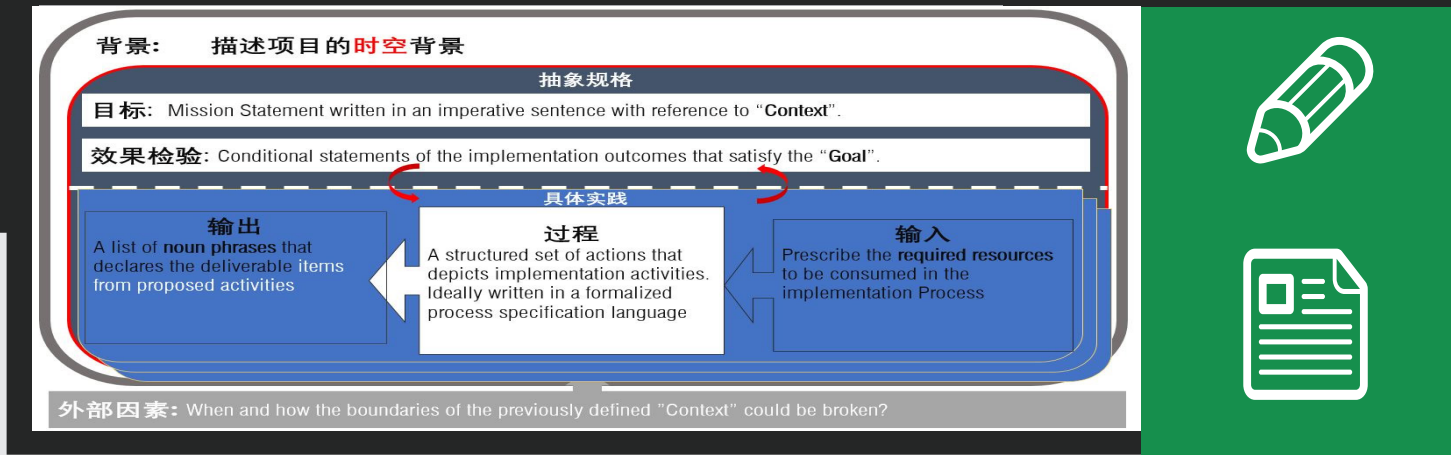 背景: 描述项目的时空背景
抽象规格
目标: Mission Statement written in an imperative sentence with reference to “Context”.
效果检验: Conditional statements of the implementation outcomes that satisfy the “Goal”.
具体实践
输出
A list of noun phrases that
declares the deliverable items
from proposed activities
过程
A structured set of actions that
depicts implementation activities.
Ideally written in a formalized
process specification language
输入
Prescribe the required resources
to be consumed in the
implementation Process
外部因素: When and how the boundaries of the previously defined ”Context” could be broken?